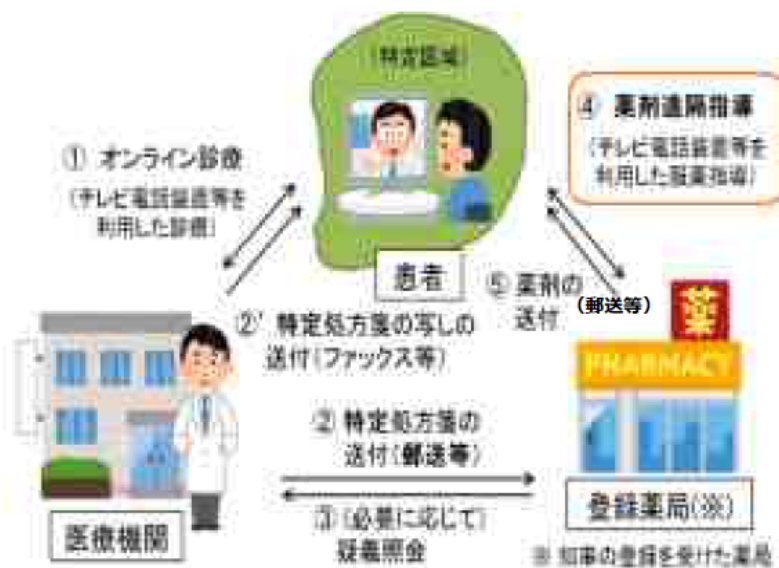 (特定区域)
① オンライン診療
(テレビ電話装置等を
利用した診療)
④ 薬剤遠隔指導
(テレビ電話装置等を
利用した服薬指導)
患者
⑤ 薬剤の
送付
(郵送等)
②' 特定処方箋の写しの
送付(ファックス等)
薬
PHARMACY
② 特定処方箋の
送付(郵送等)
③ (必要に応じて)
疑義照会
医療機関
登録薬局(※)
※ 知事の登録を受けた薬局